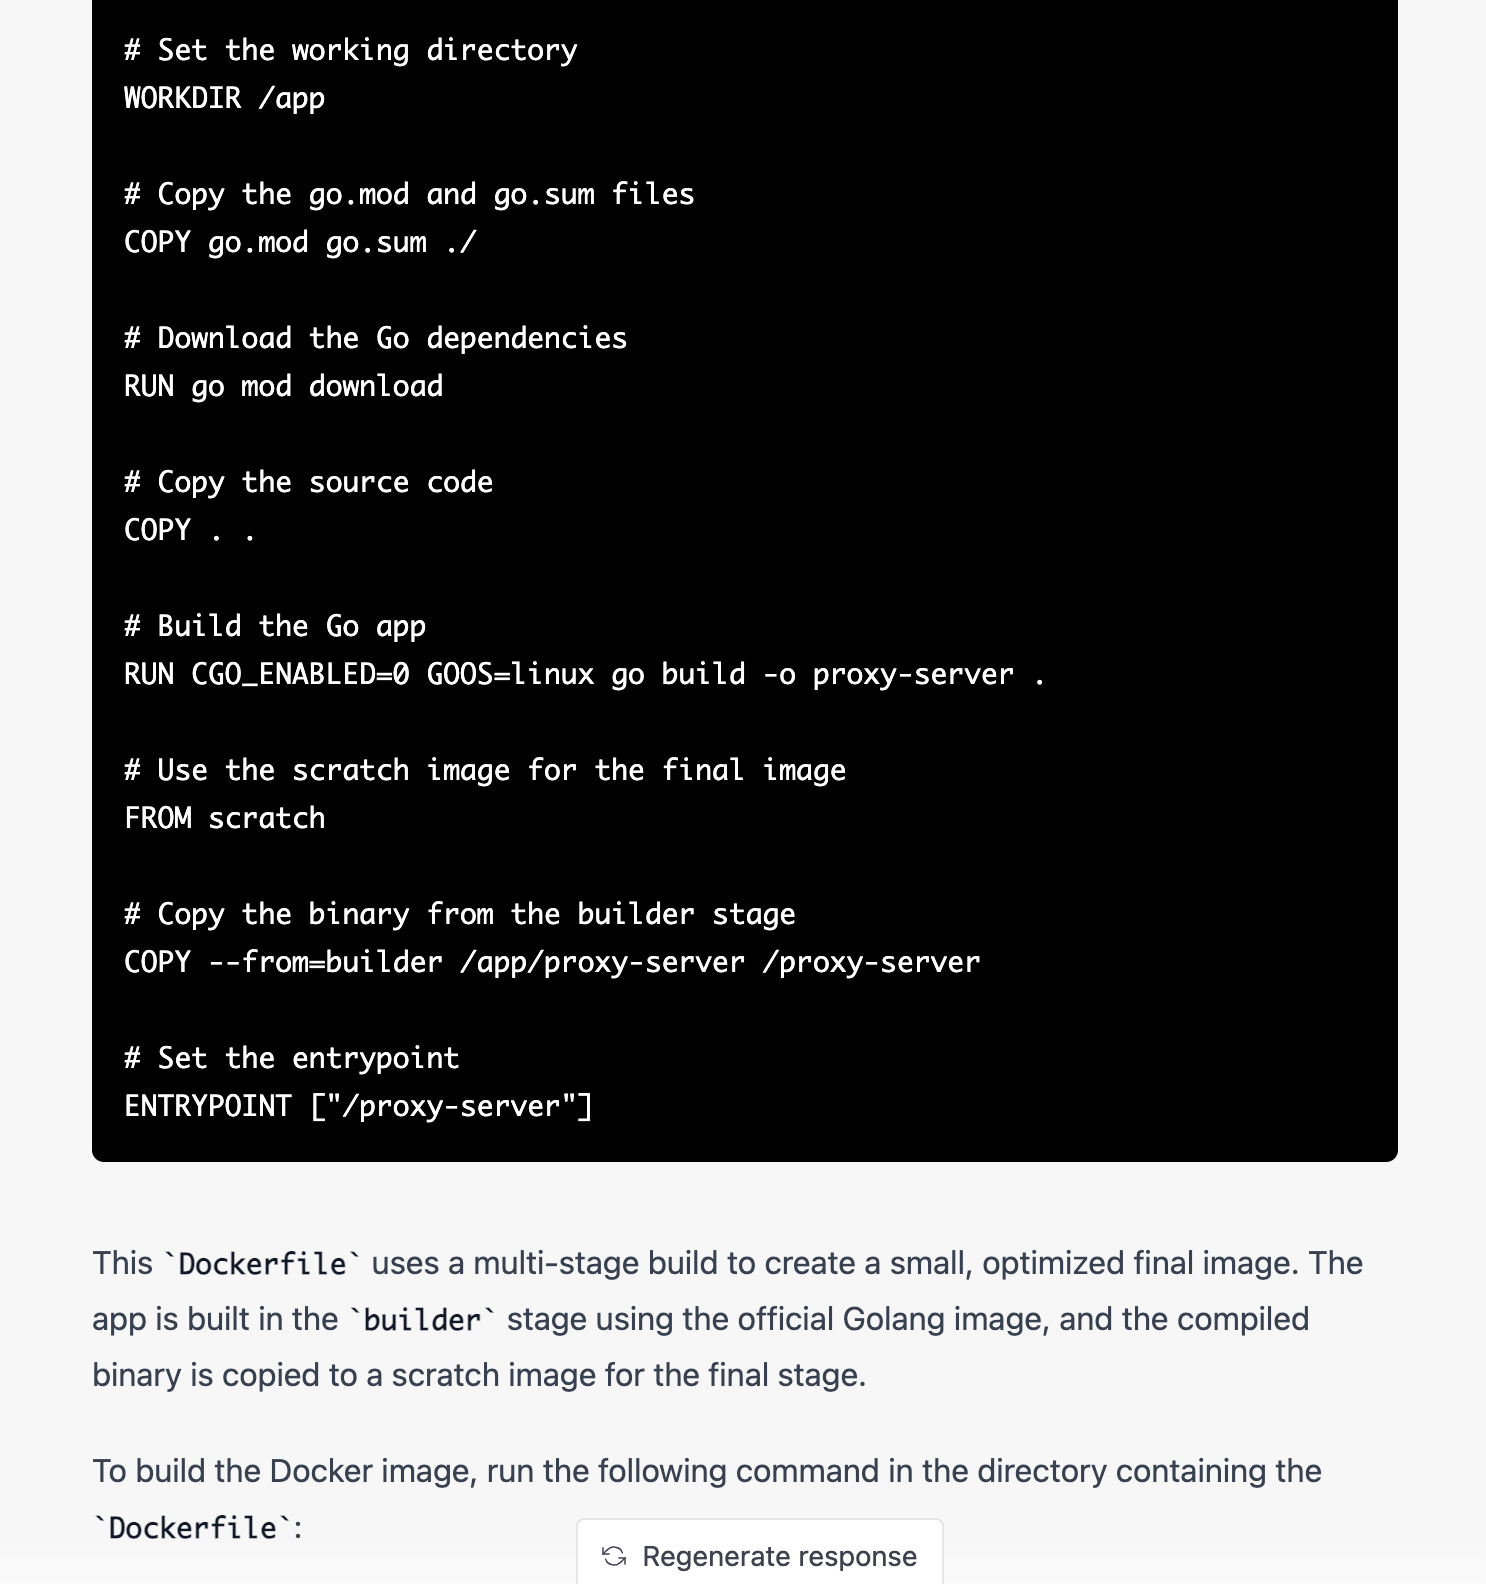 # Set the working directory
WORKDIR /app
# Copy the go.mod and go.sum files
COPY go.mod go.sum ./
# Download the Go dependencies
RUN go mod download
# Copy the source code
COPY . .
# Build the Go app
RUN CGO_ENABLED=0 GOOS=linux go build -o proxy-server .
# Use the scratch image for the final image
FROM scratch
# Copy the binary from the builder stage
COPY --from=builder /app/proxy-server /proxy-server
# Set the entrypoint
ENTRYPOINT ["/proxy-server"]
This `Dockerfile` uses a multi-stage build to create a small, optimized final image. The
app is built in the `builder` stage using the official Golang image, and the compiled
binary is copied to a scratch image for the final stage.
To build the Docker image, run the following command in the directory containing the
`Dockerfile`:
Regenerate response